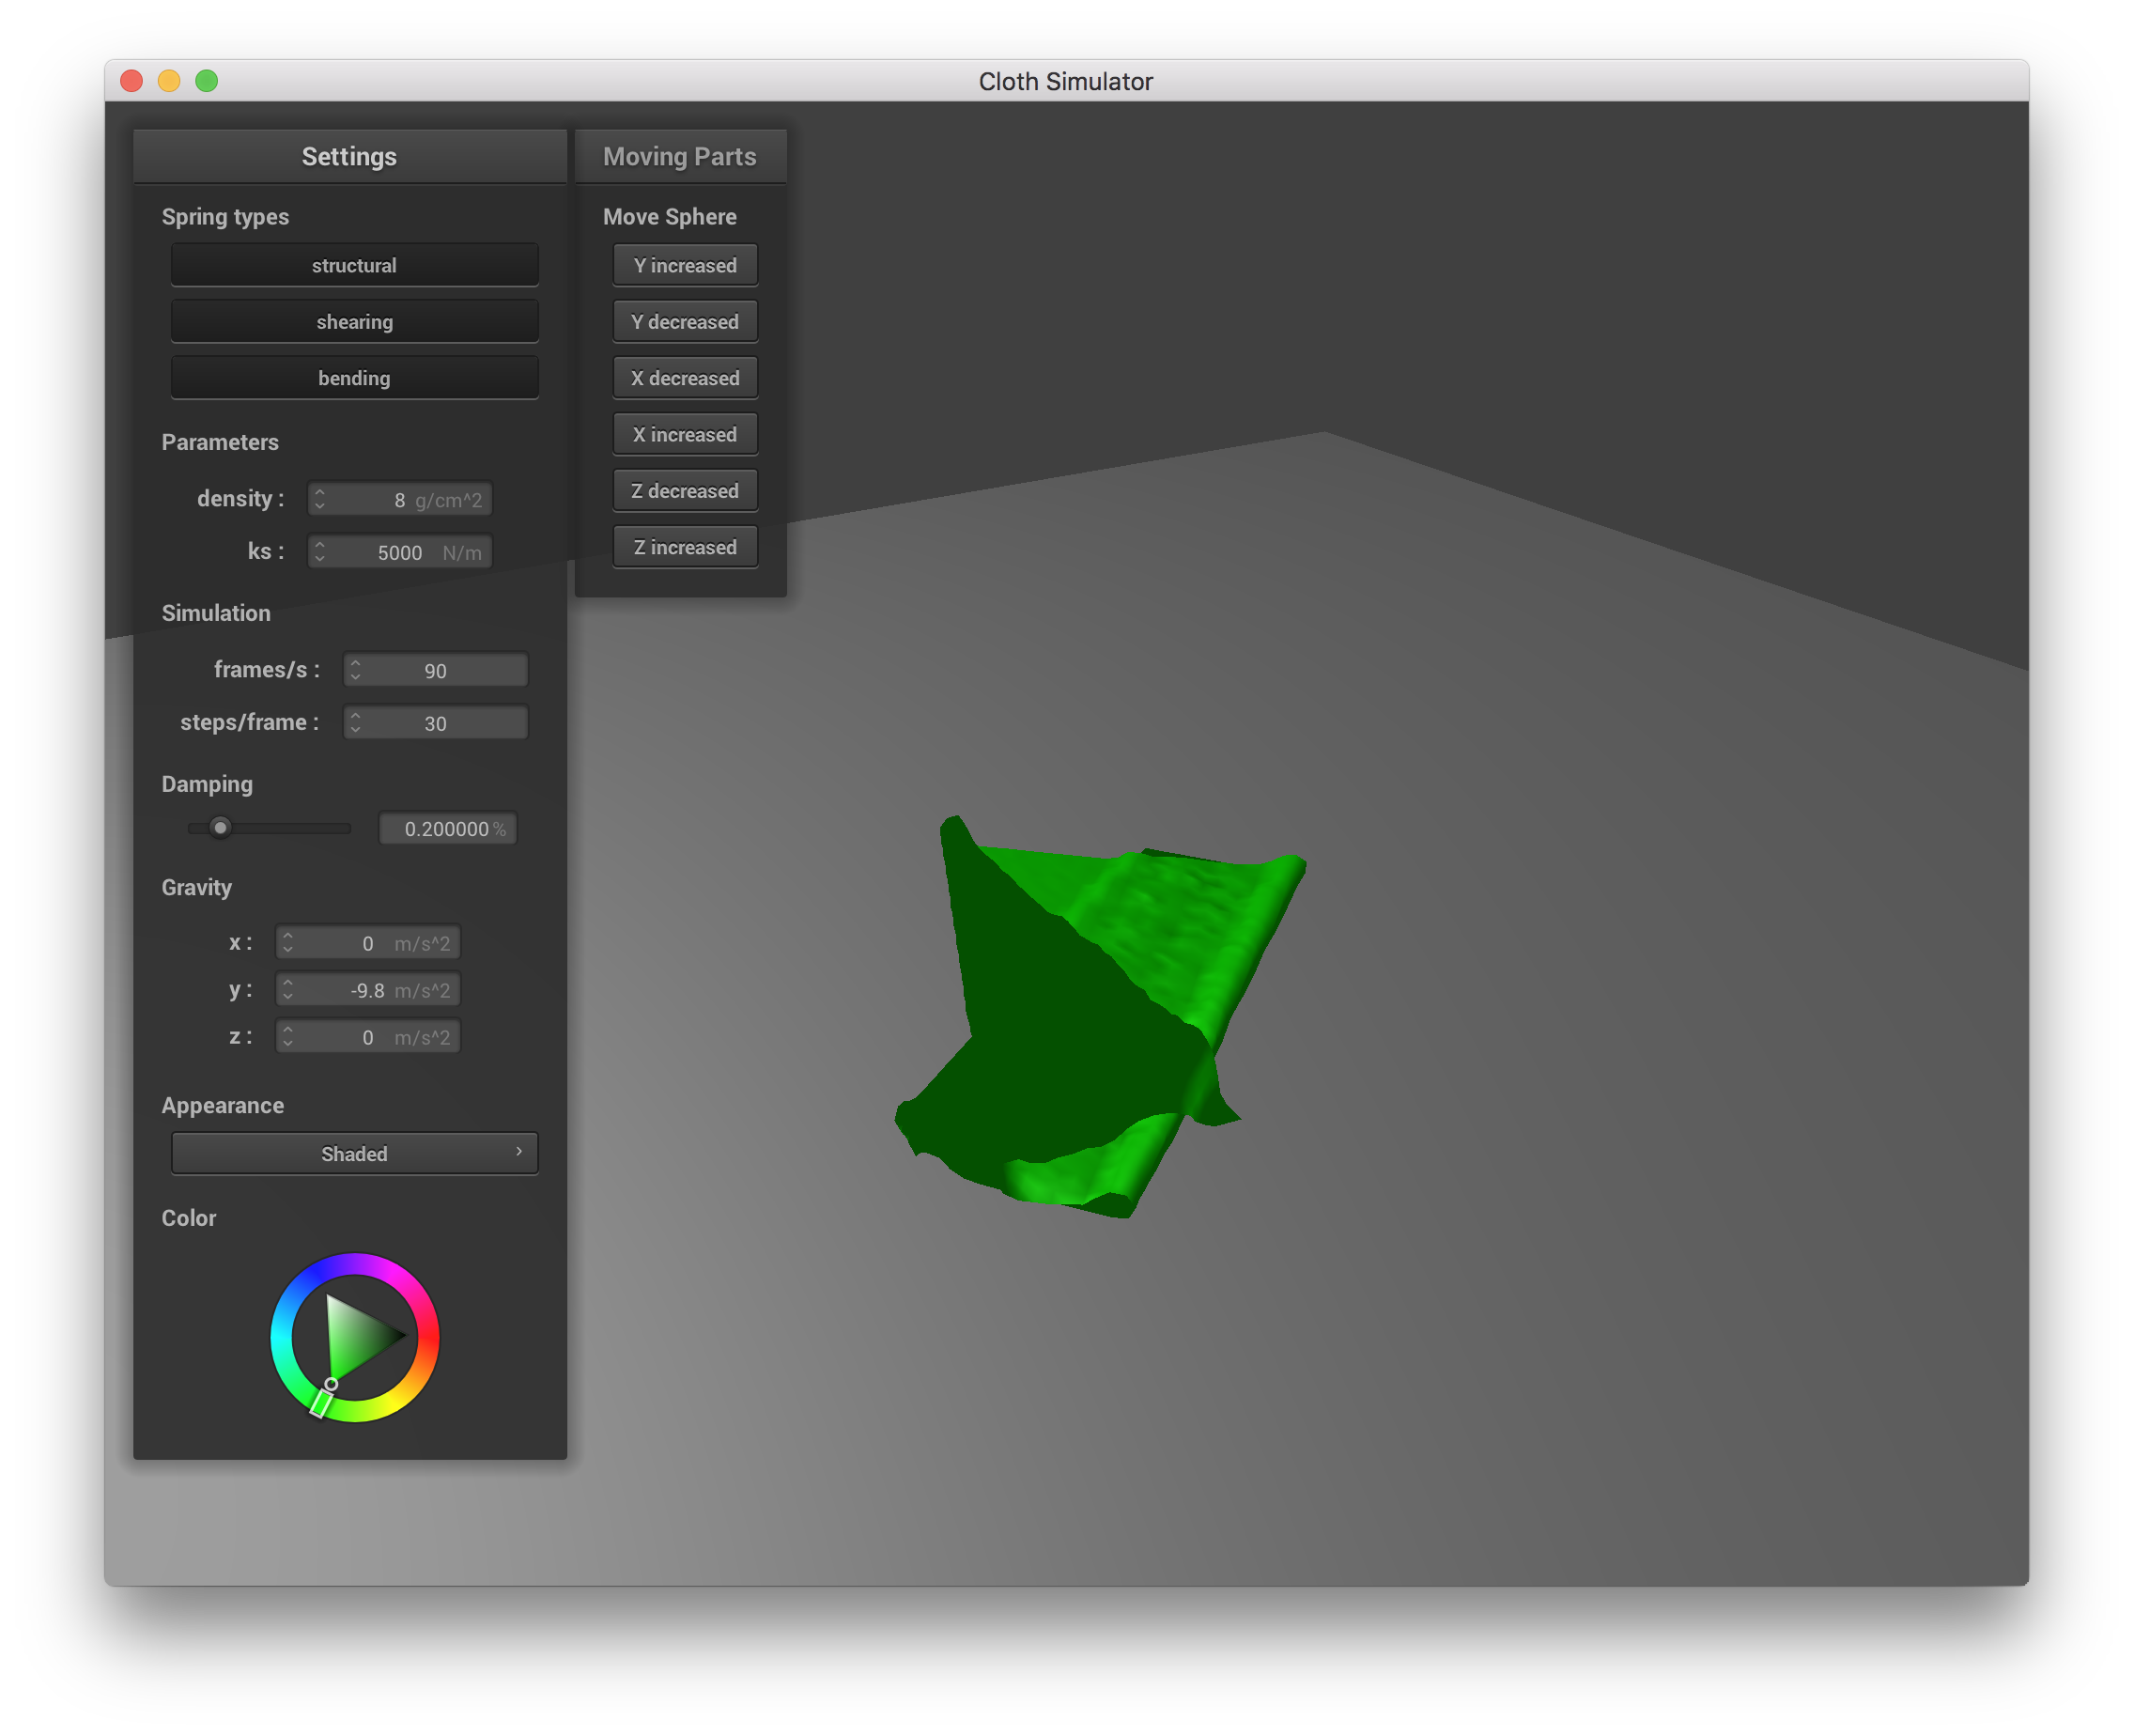 Cloth Simulator
Settings
Spring types
structural
shearing
bending
Parameters
density : 8 g/cm^2
ks : 5000 N/m
Simulation
frames/s : 90
steps/frame : 30
Damping
0.200000 %
Gravity
x : 0 m/s^2
y : -9.8 m/s^2
z : 0 m/s^2
Appearance
Shaded
Color
Moving Parts
Move Sphere
Y increased
Y decreased
X decreased
X increased
Z decreased
Z increased